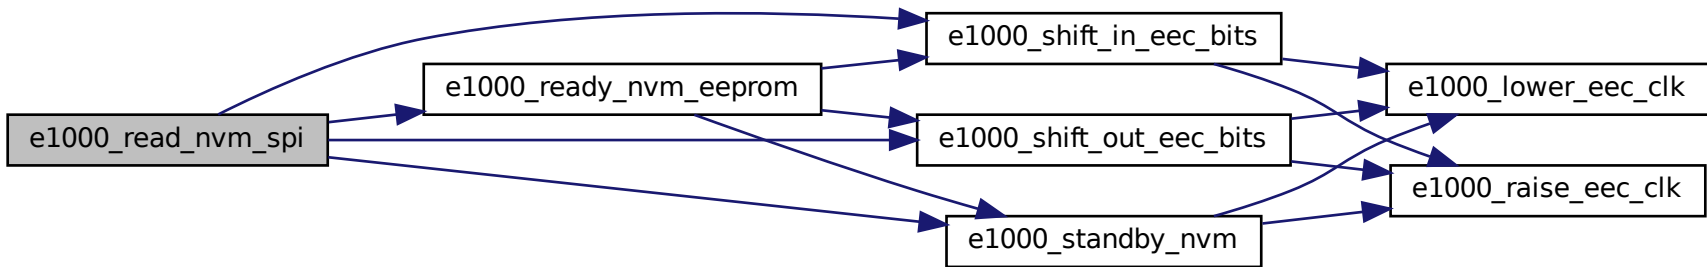 e1000_read_nvm_spi
e1000_ready_nvm_eeprom
e1000_shift_in_eec_bits
e1000_shift_out_eec_bits
e1000_standby_nvm
e1000_lower_eec_clk
e1000_raise_eec_clk